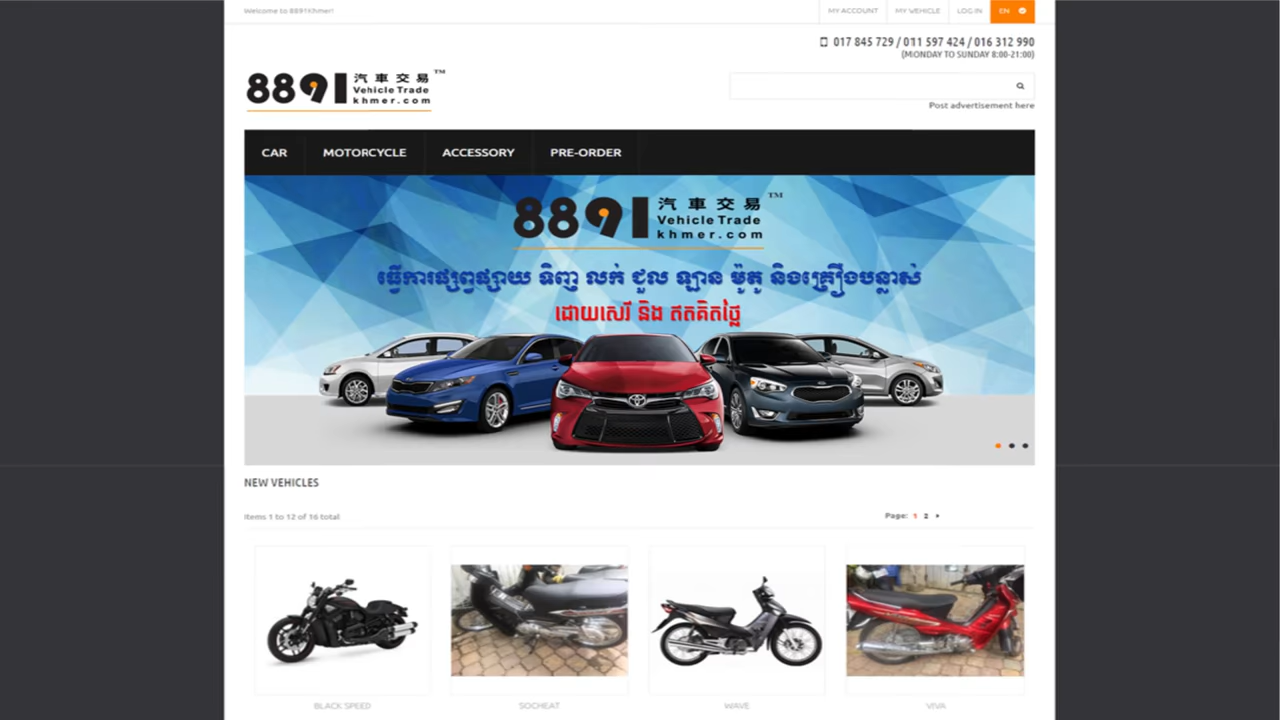 Welcome to 8891Khmer!
MY ACCOUNT MY VEHICLE LOG IN EN
017 845 729 / 011 597 424 / 016 312 990
(MONDAY TO SUNDAY 8:00-21:00)
8891 汽車交易 TM
Vehicle Trade
khmer.com
Post advertisement here
CAR MOTORCYCLE ACCESSORY PRE-ORDER
8891 汽車交易 TM
Vehicle Trade
khmer.com
ធ្វើការផ្សព្វផ្សាយ ទិញ លក់ ជួល ឡាន ម៉ូតូ និងគ្រឿងបន្លាស់
ដោយសេរី និង ឥតគិតថ្លៃ
NEW VEHICLES
Items 1 to 12 of 16 total
Page: 1 2
BLACK SPEED SOCHEAT WAVE VIVA